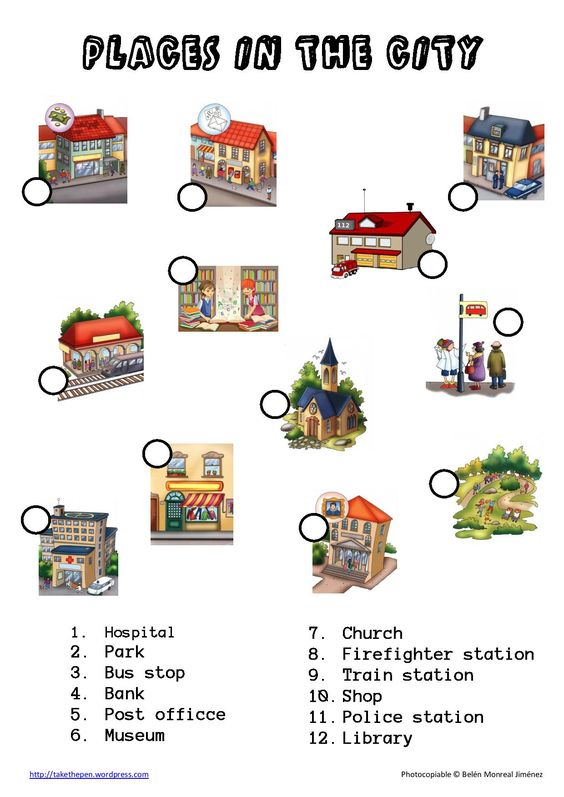 PLACES IN THE CITY
112
1. Hospital
2. Park
3. Bus stop
4. Bank
5. Post officce
6. Museum
7. Church
8. Firefighter station
9. Train station
10. Shop
11. Police station
12. Library
http://takethepen.wordpress.com
Photocopiable © Belén Monreal Jiménez